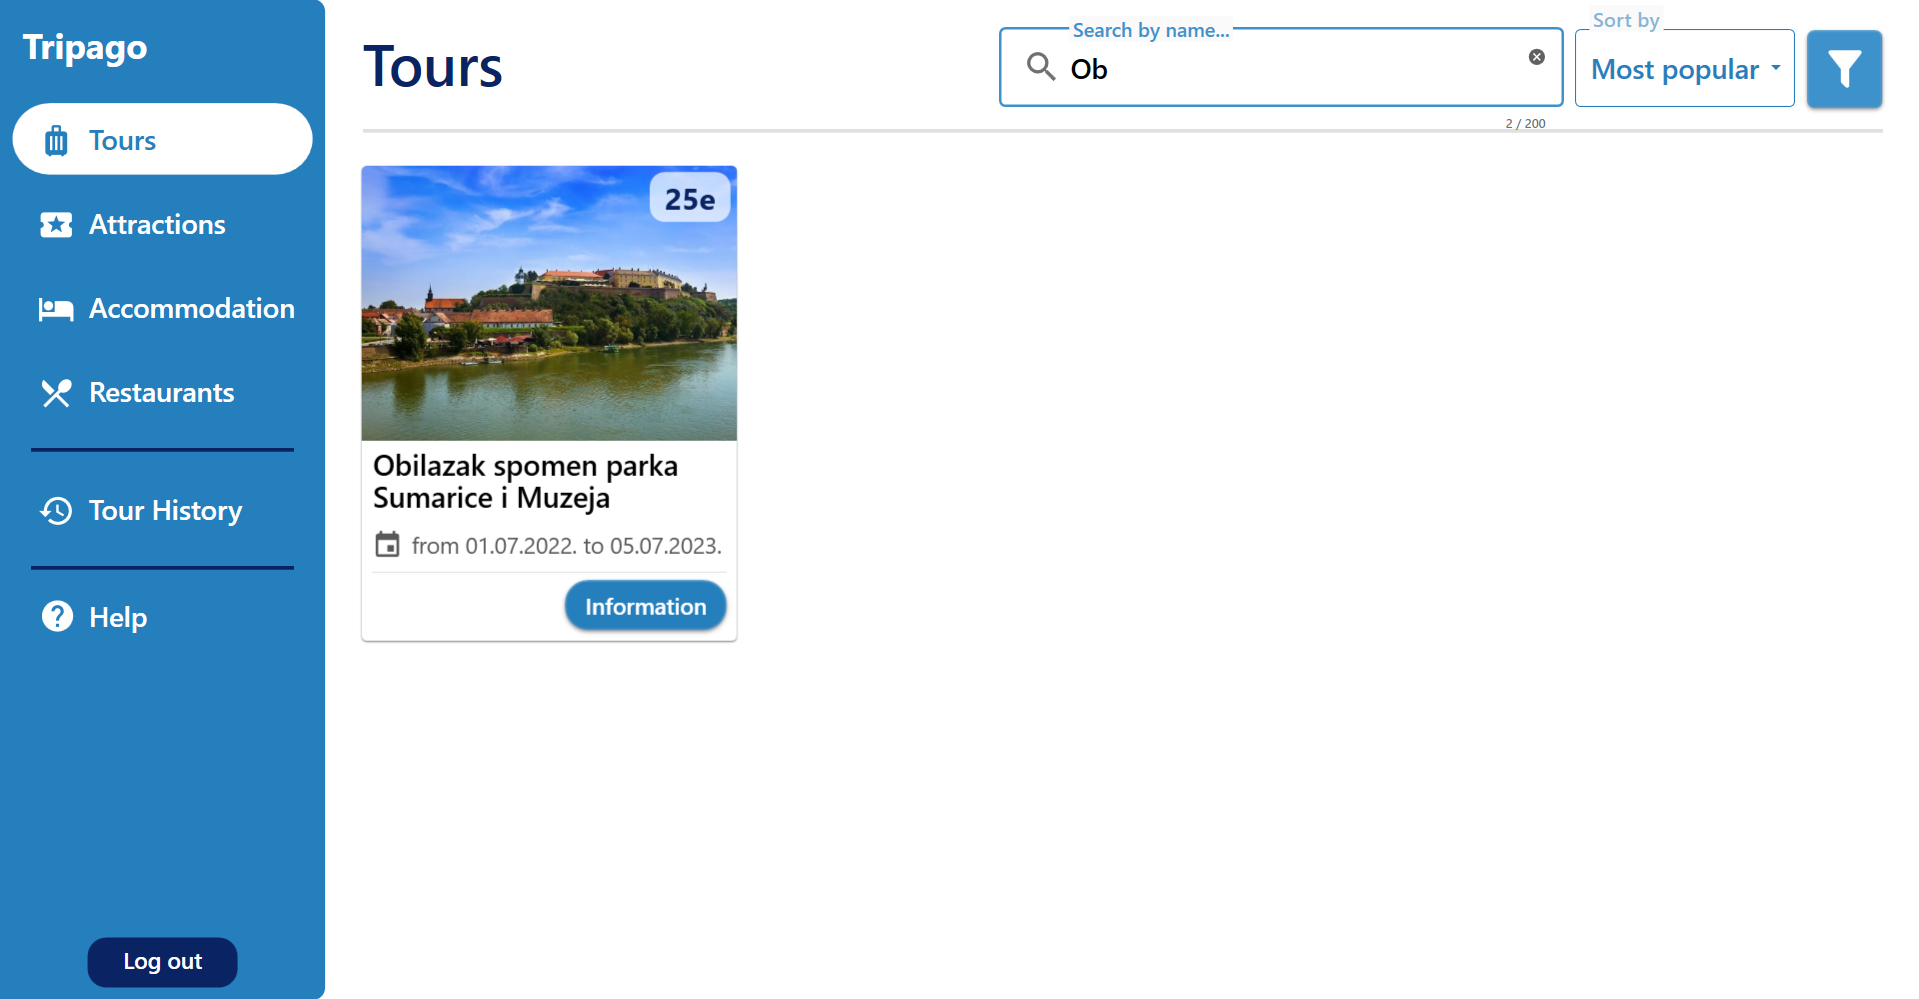 Tripago
Tours
Attractions
Accommodation
Restaurants
Tour History
Help
Log out
Tours
Search by name...
Ob
2 / 200
Sort by
Most popular
25e
Obilazak spomen parka
Sumarice i Muzeja
from 01.07.2022. to 05.07.2023.
Information